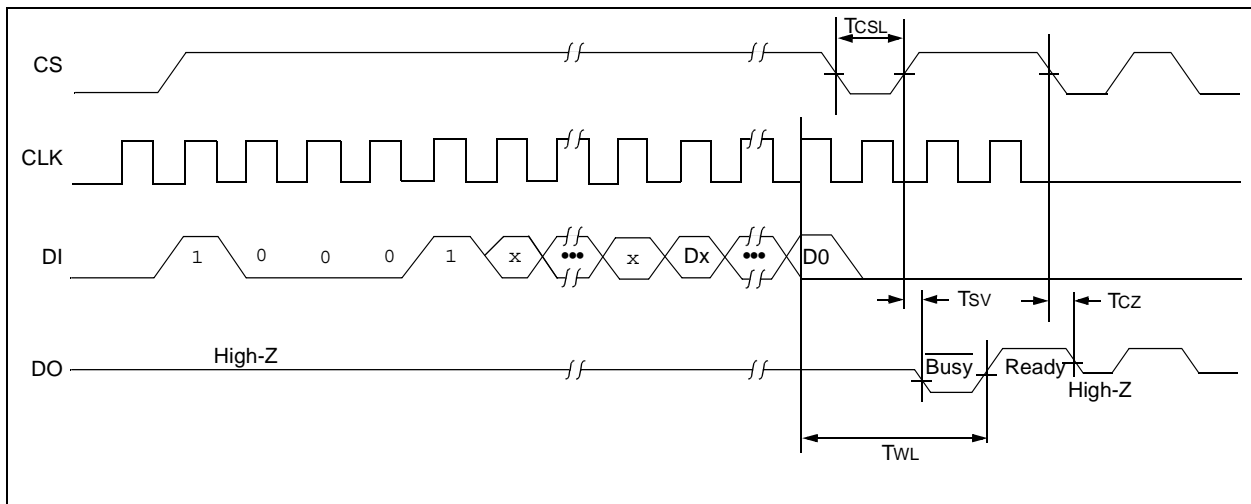 TCSL
CS
CLK
DI 1 0 0 0 1 x ••• x Dx ••• D0
TSV TCZ
DO High-Z Busy Ready High-Z
TWL